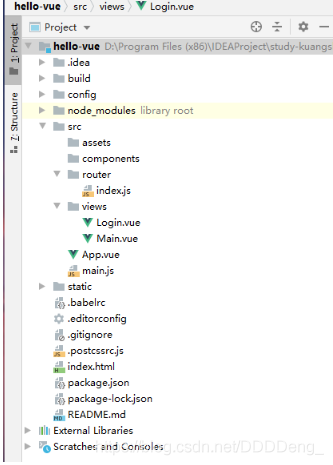 hello-vue › src › views › Login.vue
1: Project
Z: Structure
Project
hello-vue D:\Program Files (x86)\IDEAProject\study-kuangs
.idea
build
config
node_modules library root
src
assets
components
router
index.js
views
Login.vue
Main.vue
App.vue
main.js
static
.babelrc
.editorconfig
.gitignore
.postcssrc.js
index.html
package.json
package-lock.json
README.md
External Libraries
Scratches and Consoles
csdn.net/DDDDeng_